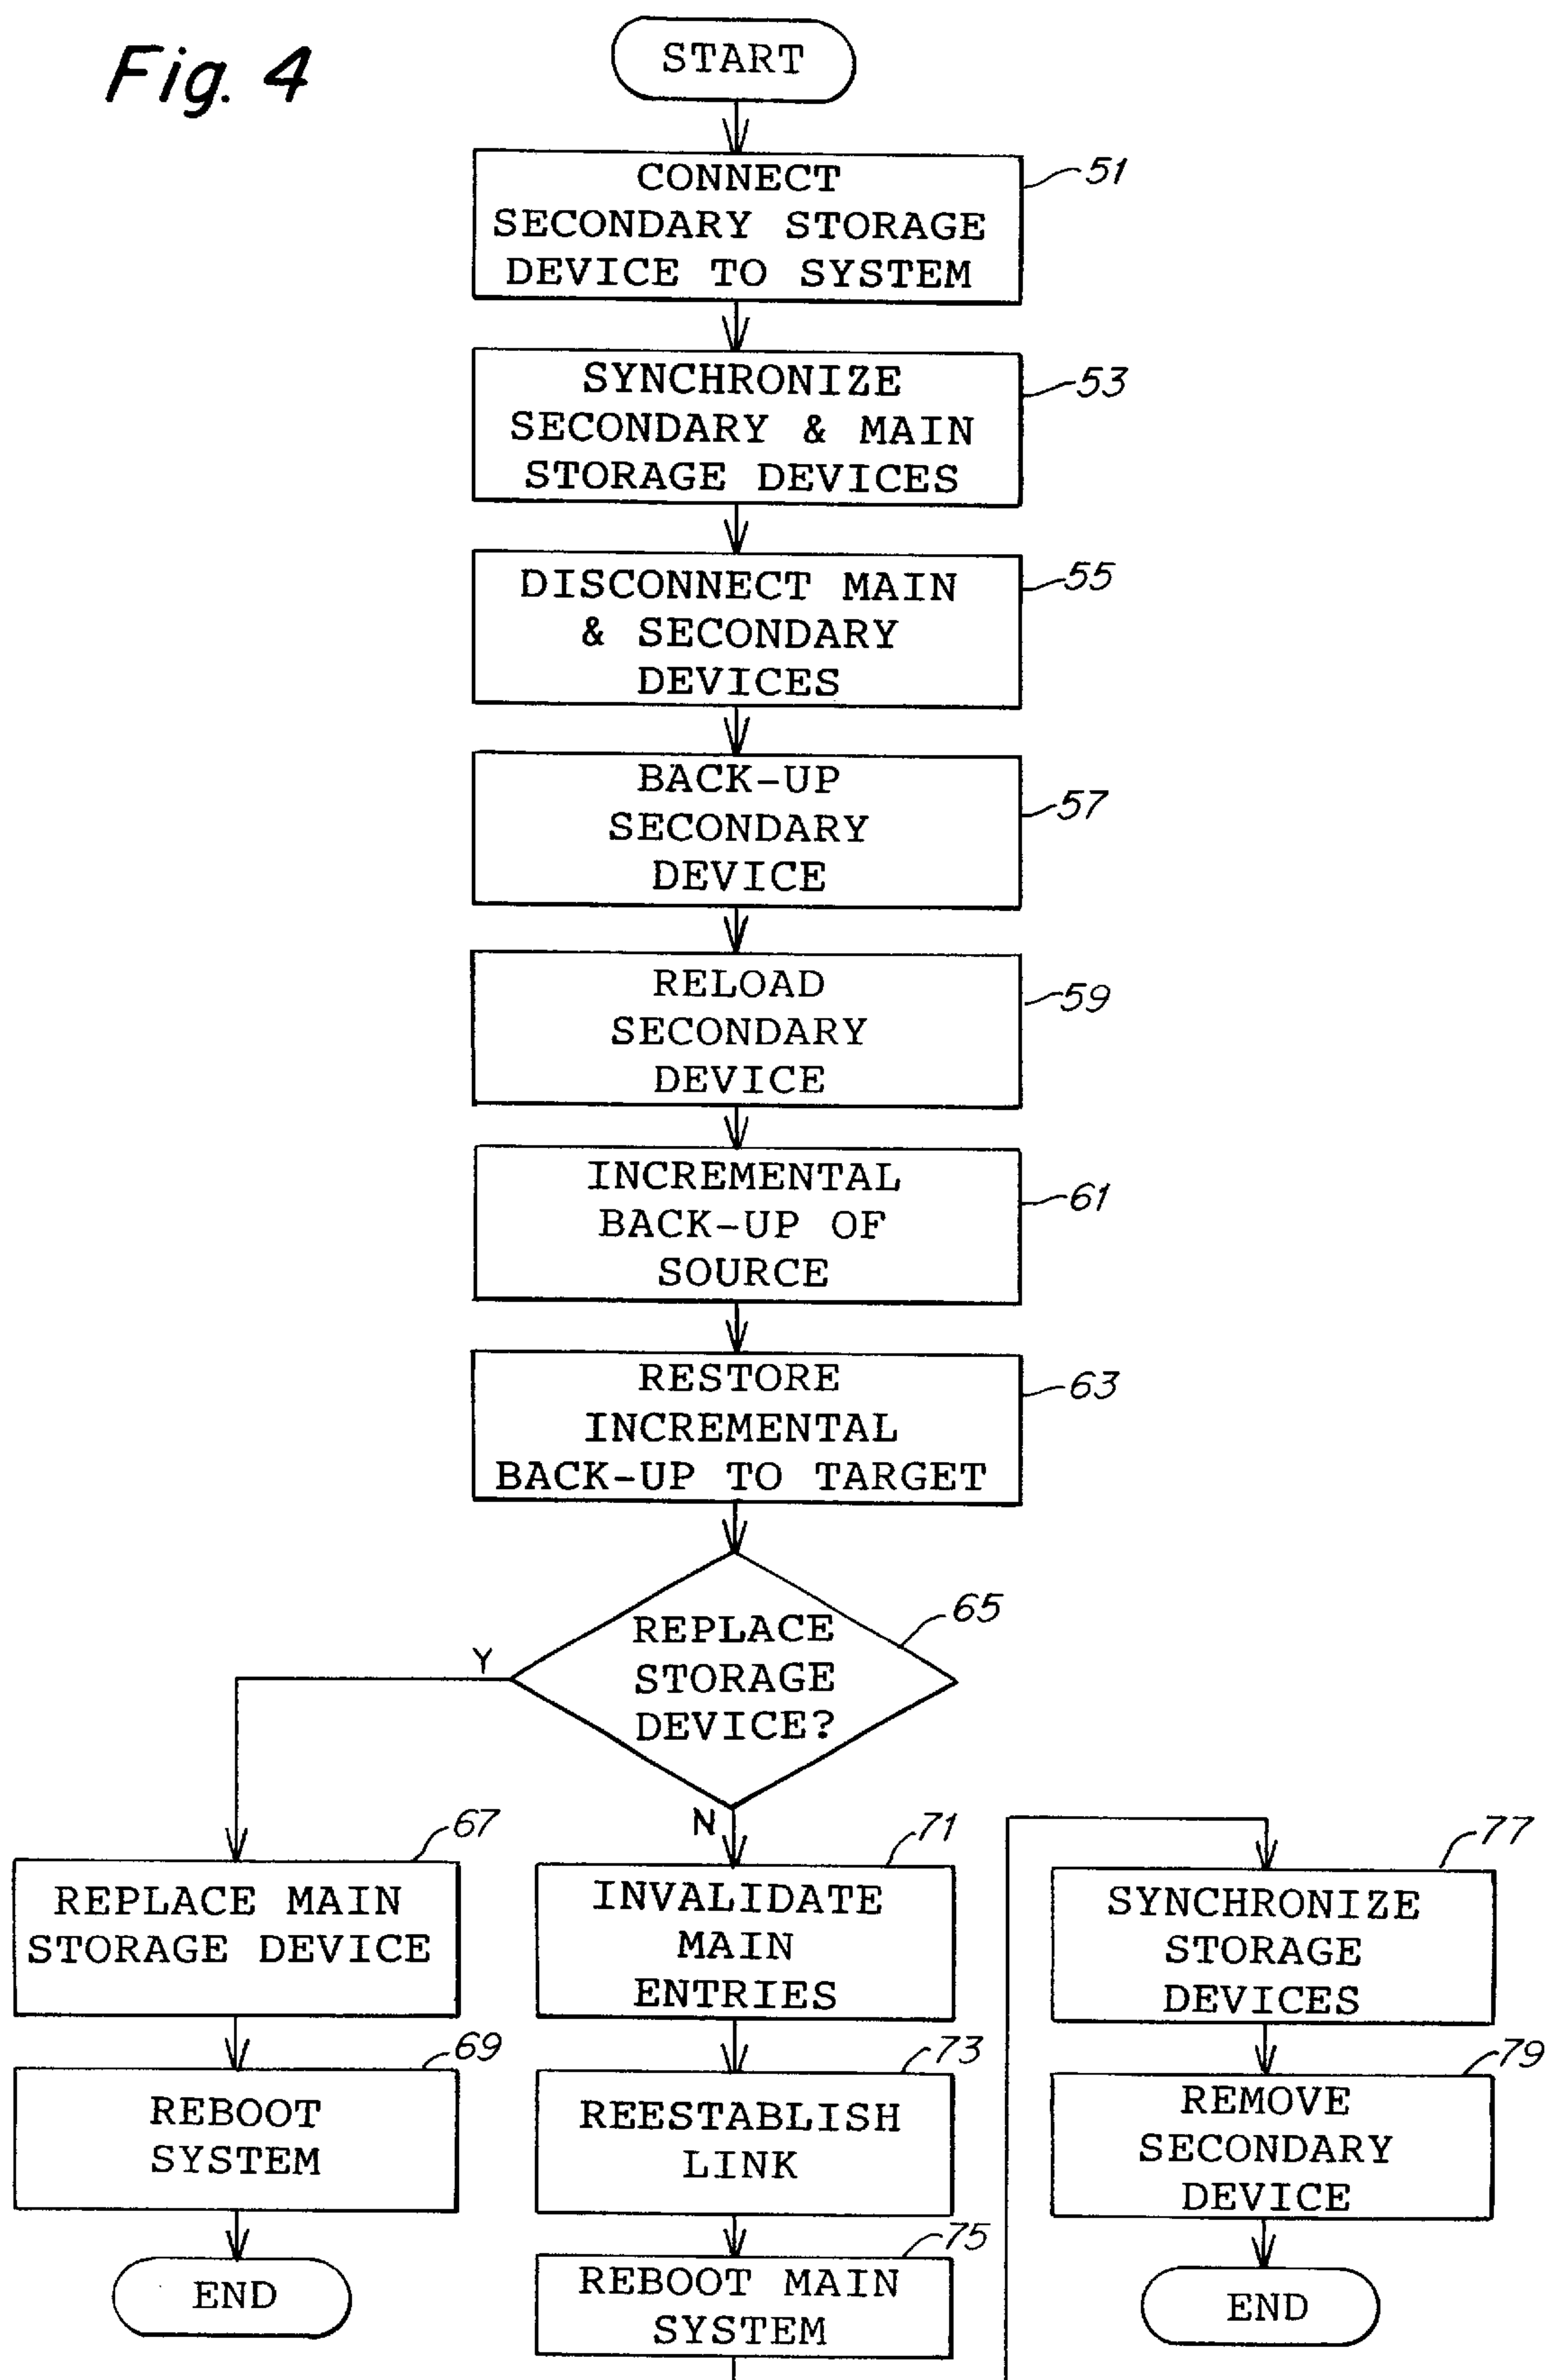 Fig. 4
START
CONNECT
SECONDARY STORAGE
DEVICE TO SYSTEM
51
SYNCHRONIZE
SECONDARY & MAIN
STORAGE DEVICES
53
DISCONNECT MAIN
& SECONDARY
DEVICES
55
BACK-UP
SECONDARY
DEVICE
57
RELOAD
SECONDARY
DEVICE
59
INCREMENTAL
BACK-UP OF
SOURCE
61
RESTORE
INCREMENTAL
BACK-UP TO TARGET
63
REPLACE
STORAGE
DEVICE?
65
Y
N
67
REPLACE MAIN
STORAGE DEVICE
69
REBOOT
SYSTEM
END
71
INVALIDATE
MAIN
ENTRIES
73
REESTABLISH
LINK
75
REBOOT MAIN
SYSTEM
77
SYNCHRONIZE
STORAGE
DEVICES
79
REMOVE
SECONDARY
DEVICE
END